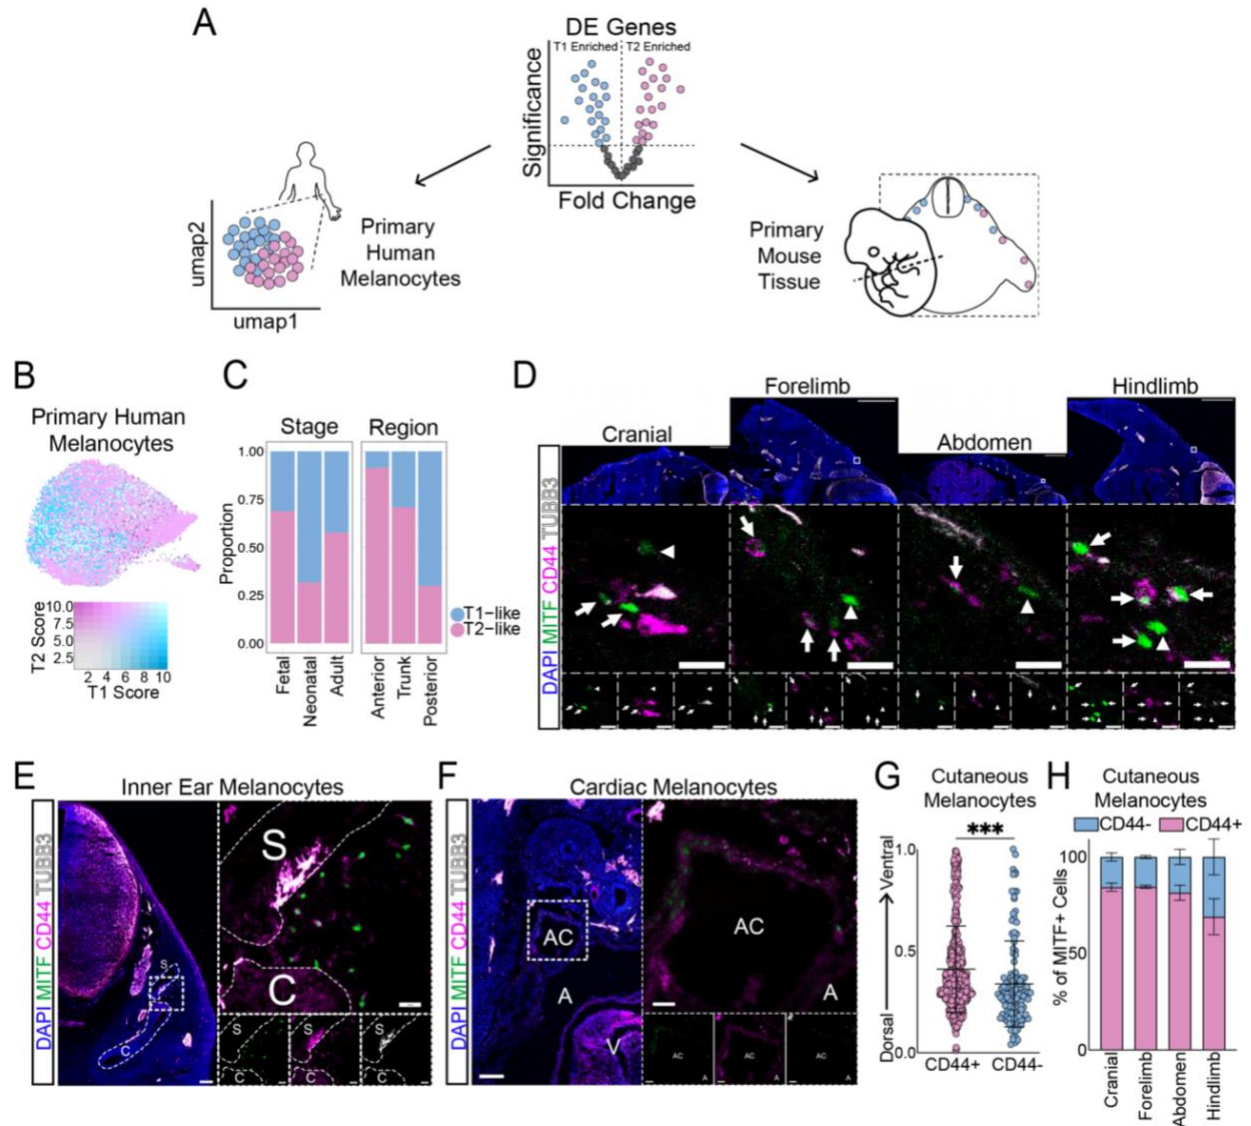 A
DE Genes
T1 Enriched
T2 Enriched
Significance
Fold Change
umap2
umap1
Primary
Human
Melanocytes
Primary
Mouse
Tissue
B
Primary Human
Melanocytes
T2 Score
10.0
7.5
5.0
2.5
2 4 6 8 10
T1 Score
C
Stage
Region
Proportion
1.00
0.75
0.50
0.25
0.00
Fetal
Neonatal
Adult
Anterior
Trunk
Posterior
T1-like
T2-like
D
DAPI MITF CD44 TUBB3
Cranial
Forelimb
Abdomen
Hindlimb
E
Inner Ear Melanocytes
DAPI MITF CD44 TUBB3
S
C
S
C
S
C
S
C
S
C
F
Cardiac Melanocytes
DAPI MITF CD44 TUBB3
AC
A
V
AC
A
AC
A
AC
A
AC
A
G
Cutaneous
Melanocytes
***
Dorsal
Ventral
1.0
0.5
0.0
CD44+
CD44-
H
Cutaneous
Melanocytes
CD44-
CD44+
% of MITF+ Cells
100
50
0
Cranial
Forelimb
Abdomen
Hindlimb